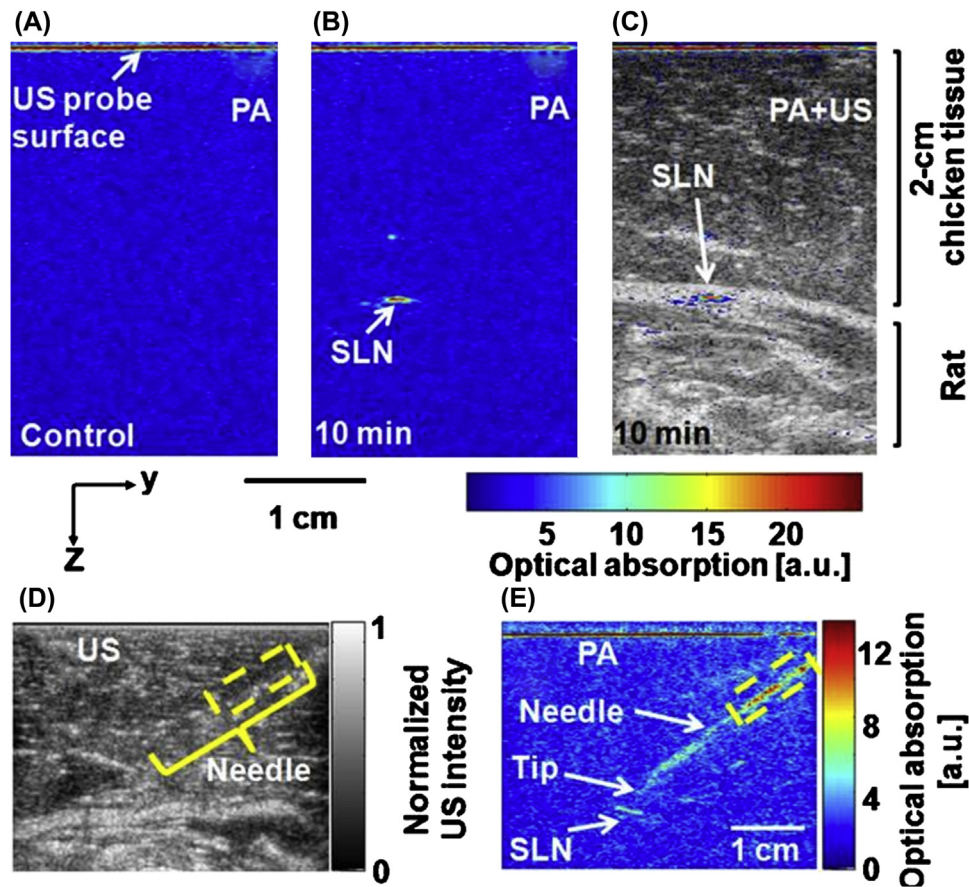 (A)
US probe
surface
PA
Control
(B)
PA
SLN
10 min
(C)
PA+US
SLN
10 min
2-cm
chicken tissue
Rat
y
Z
1 cm
5 10 15 20
Optical absorption [a.u.]
(D)
US
Needle
1
0
Normalized
US Intensity
(E)
PA
Needle
Tip
SLN
1 cm
12
8
4
0
Optical absorption
[a.u.]